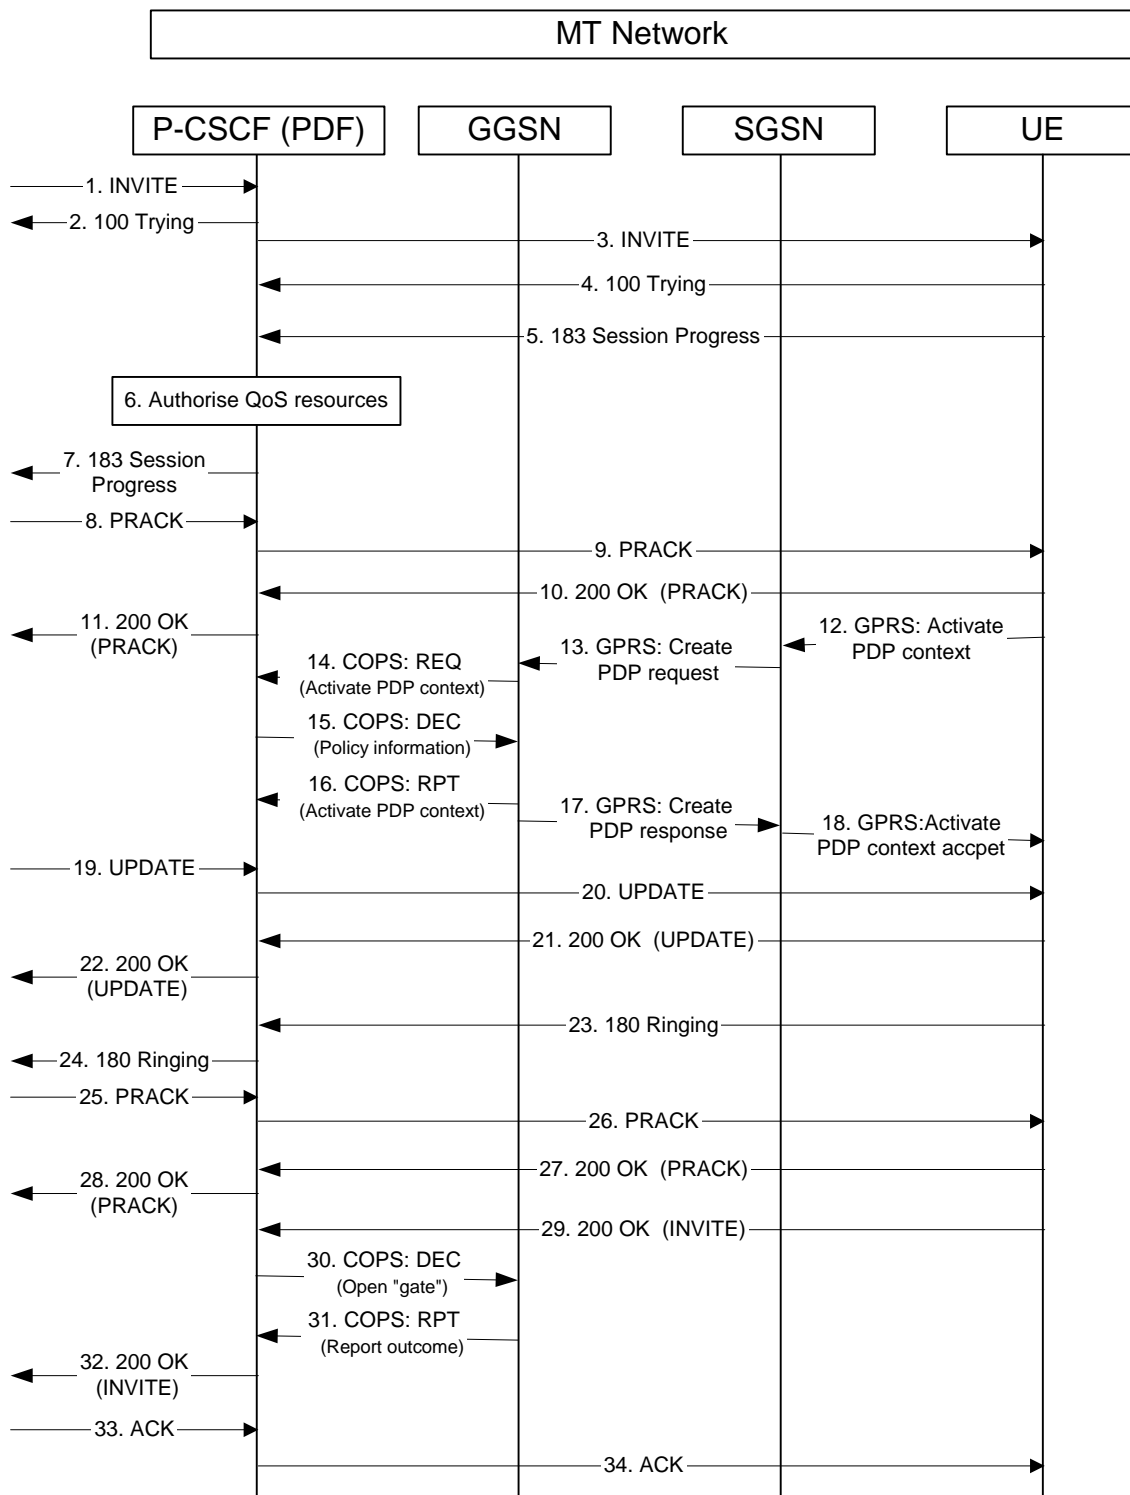 MT Network
P-CSCF (PDF)
GGSN
SGSN
UE
1. INVITE
2. 100 Trying
3. INVITE
4. 100 Trying
5. 183 Session Progress
6. Authorise QoS resources
7. 183 Session
Progress
8. PRACK
9. PRACK
10. 200 OK (PRACK)
11. 200 OK
(PRACK)
12. GPRS: Activate
PDP context
13. GPRS: Create
PDP request
14. COPS: REQ
(Activate PDP context)
15. COPS: DEC
(Policy information)
16. COPS: RPT
(Activate PDP context)
17. GPRS: Create
PDP response
18. GPRS:Activate
PDP context accpet
19. UPDATE
20. UPDATE
21. 200 OK (UPDATE)
22. 200 OK
(UPDATE)
23. 180 Ringing
24. 180 Ringing
25. PRACK
26. PRACK
27. 200 OK (PRACK)
28. 200 OK
(PRACK)
29. 200 OK (INVITE)
30. COPS: DEC
(Open "gate")
31. COPS: RPT
(Report outcome)
32. 200 OK
(INVITE)
33. ACK
34. ACK